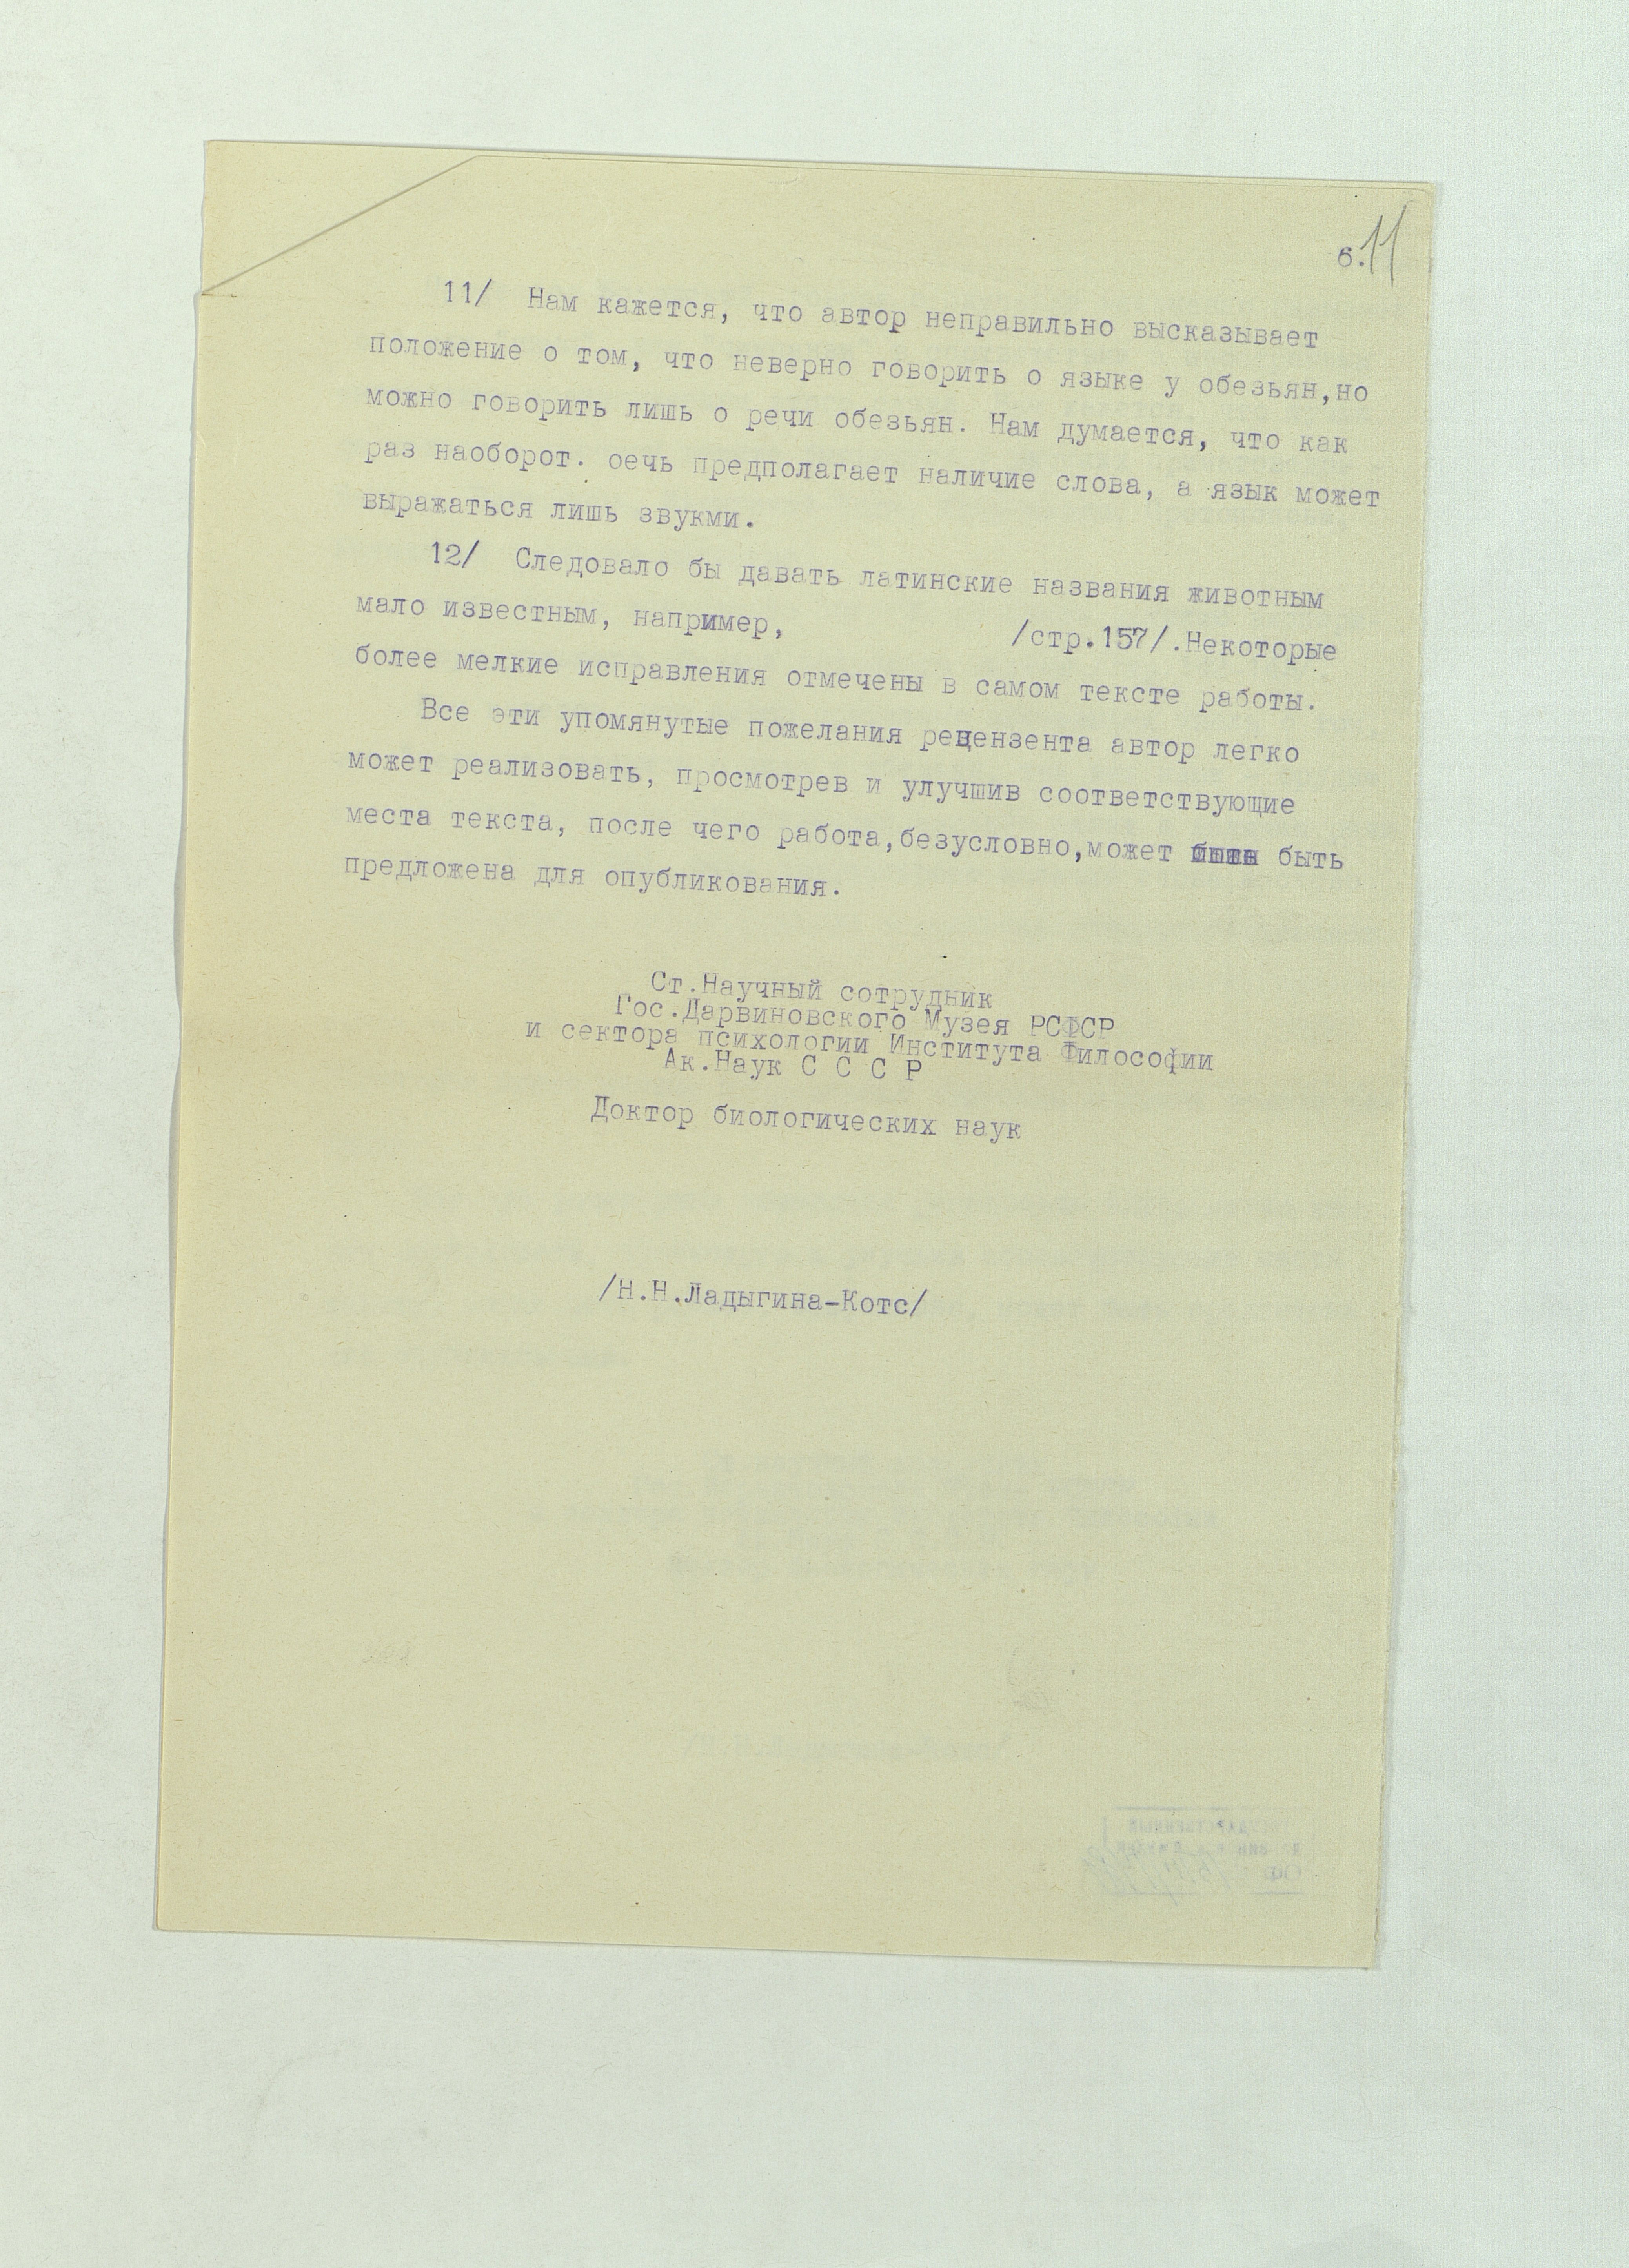 6. 11
11/ Нам кажется, что автор неправильно высказывает
положение о том, что неверно говорить о языке у обезьян,но
можно говорить лишь о речи обезьян. Нам думается, что как
раз наоборот. оечь предполагает наличие слова, а язык может
выражаться лишь звукми.
12/ Следовало бы давать латинские названия животным
мало известным, например, /стр.157/.Некоторые
более мелкие исправления отмечены в самом тексте работы.
Все эти упомянутые пожелания рецензента автор легко
может реализовать, просмотрев и улучшив соответствующие
места текста, после чего работа,безусловно,может быть
предложена для опубликования.
Ст.Научный сотрудник
Гос.Дарвиновского Музея РСФСР
и сектора психологии Института Философии
Ак.Наук С С С Р
Доктор биологических наук
/Н.Н.Ладыгина-Котс/